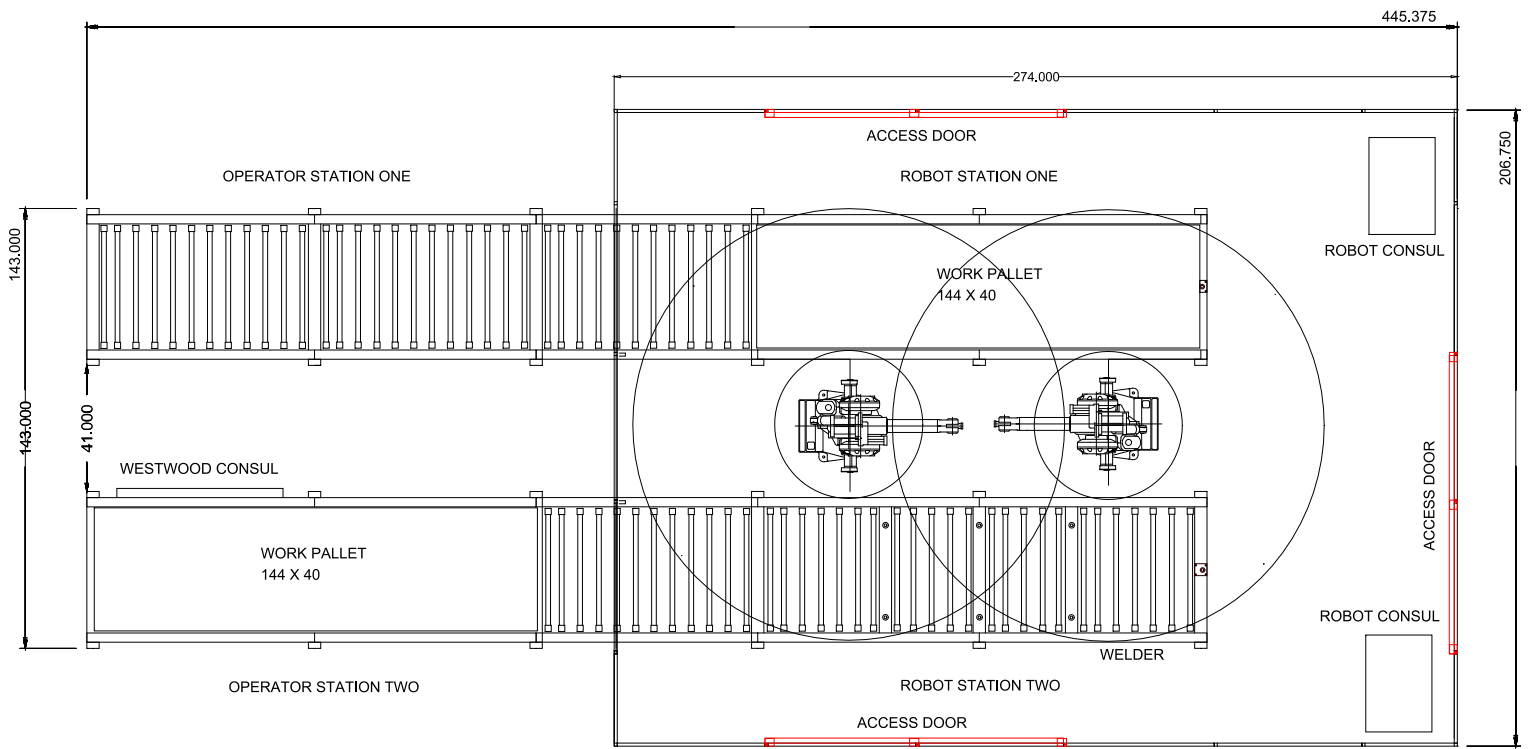 445.375
274.000
ACCESS DOOR
206.750
OPERATOR STATION ONE
ROBOT STATION ONE
143.000
ROBOT CONSUL
WORK PALLET
144 X 40
143.000
41.000
WESTWOOD CONSUL
ACCESS DOOR
WORK PALLET
144 X 40
ROBOT CONSUL
WELDER
OPERATOR STATION TWO
ROBOT STATION TWO
ACCESS DOOR